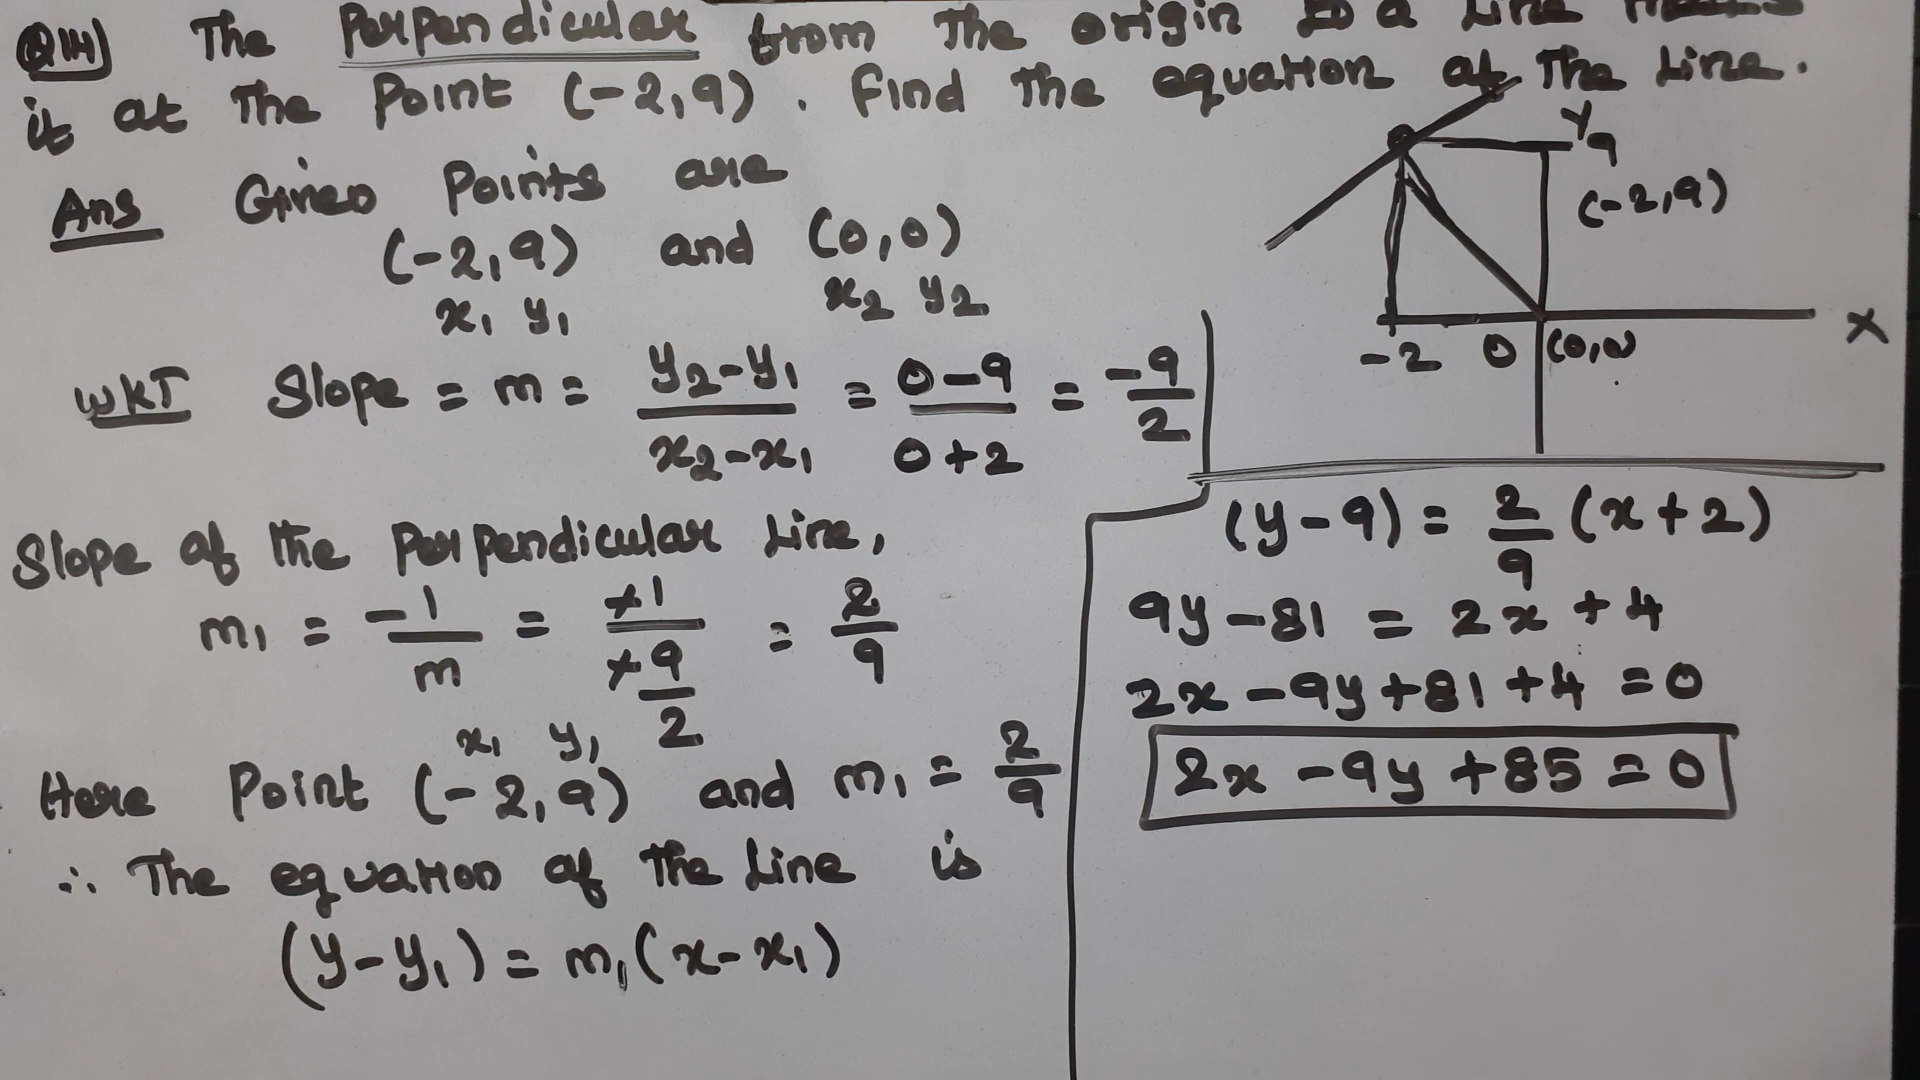 Q14) The Perpendicular from the origin to a Line meets
it at the Point (-2,9). Find the equation of the Line.
Ans Given Points are
(-2,9) and (0,0)
x₁ y₁ x₂ y₂
WKT Slope = m = y₂-y₁ / x₂-x₁ = 0-9 / 0+2 = -9/2
Slope of the Perpendicular Line,
m₁ = -1/m = -1 / (-9/2) = 2/9
x₁ y₁
Here Point (-2,9) and m₁ = 2/9
∴ The equation of the Line is
(y-y₁) = m₁(x-x₁)
Y
9
(-2,9)
-2 0 (0,0) X
(y-9) = 2/9 (x+2)
9y-81 = 2x+4
2x-9y+81+4=0
2x-9y+85=0